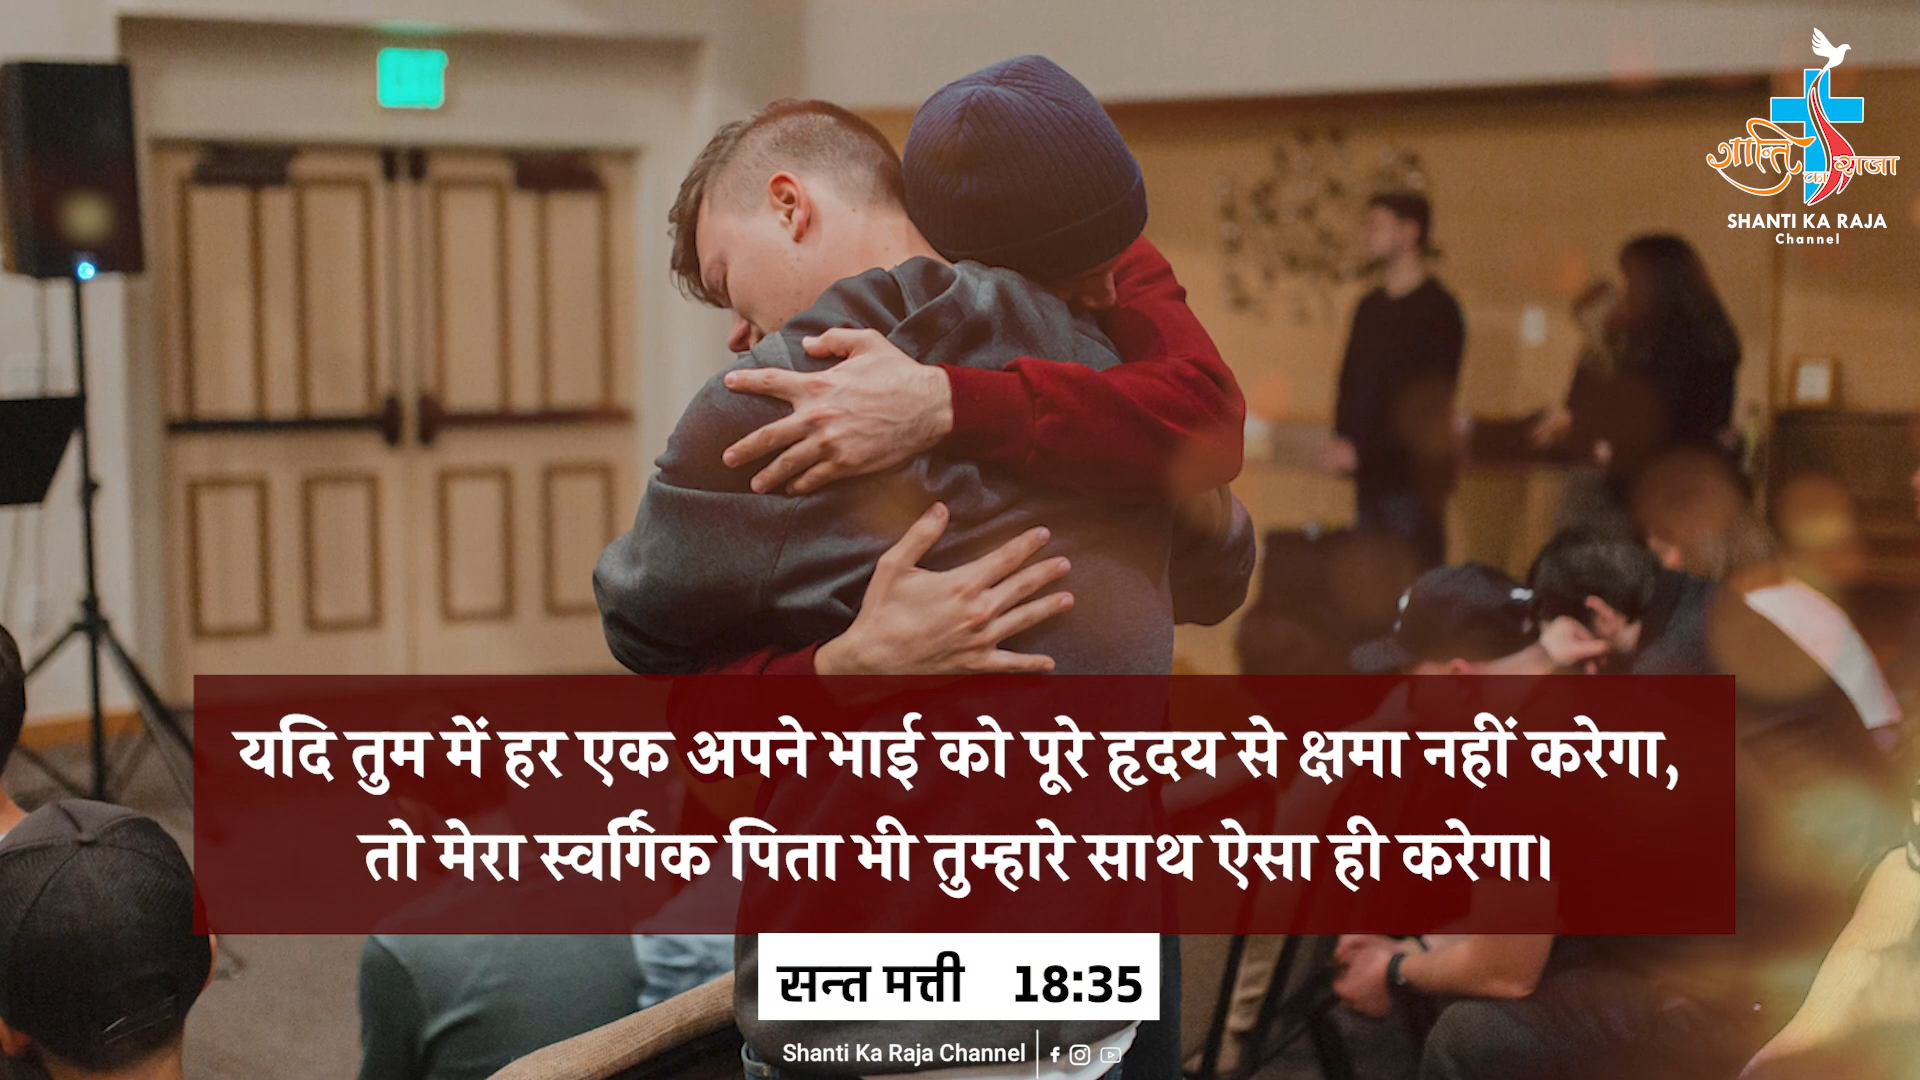 शान्ति का राजा
SHANTI KA RAJA
Channel
यदि तुम में हर एक अपने भाई को पूरे हृदय से क्षमा नहीं करेगा,
तो मेरा स्वर्गिक पिता भी तुम्हारे साथ ऐसा ही करेगा।
सन्त मत्ती 18:35
Shanti Ka Raja Channel